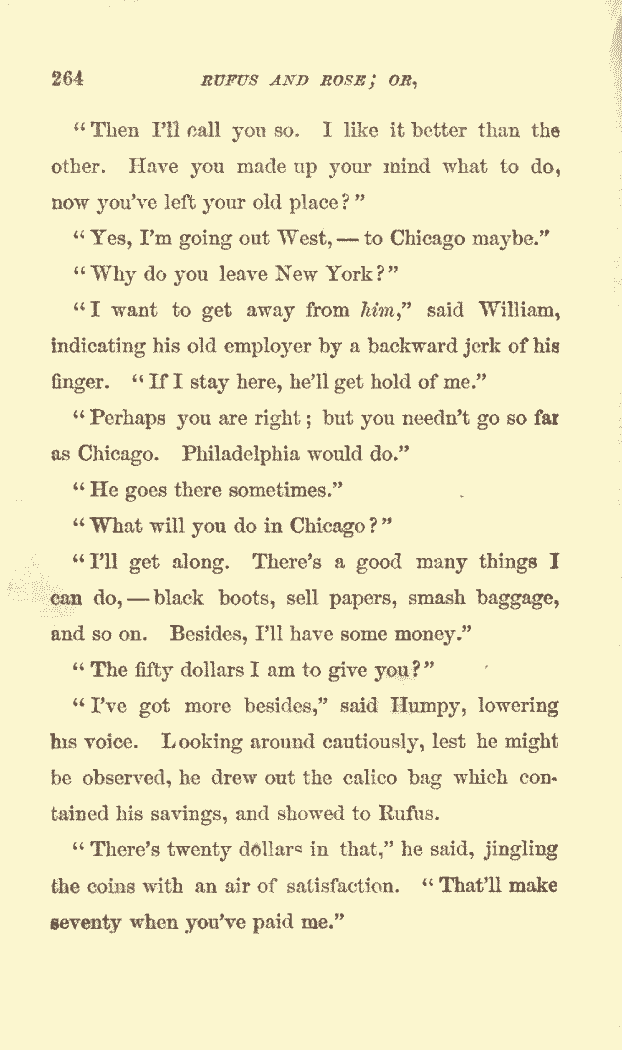 264 RUFUS AND ROSE; OR,
"Then I'll call you so. I like it better than the
other. Have you made up your mind what to do,
now you've left your old place?"
"Yes, I'm going out West,—to Chicago maybe."
"Why do you leave New York?"
"I want to get away from him," said William,
indicating his old employer by a backward jerk of his
finger. "If I stay here, he'll get hold of me."
"Perhaps you are right; but you needn't go so far
as Chicago. Philadelphia would do."
"He goes there sometimes."
"What will you do in Chicago?"
"I'll get along. There's a good many things I
can do,—black boots, sell papers, smash baggage,
and so on. Besides, I'll have some money."
"The fifty dollars I am to give you?"
"I've got more besides," said Humpy, lowering
his voice. Looking around cautiously, lest he might
be observed, he drew out the calico bag which con-
tained his savings, and showed to Rufus.
"There's twenty dollars in that," he said, jingling
the coins with an air of satisfaction. "That'll make
seventy when you've paid me."